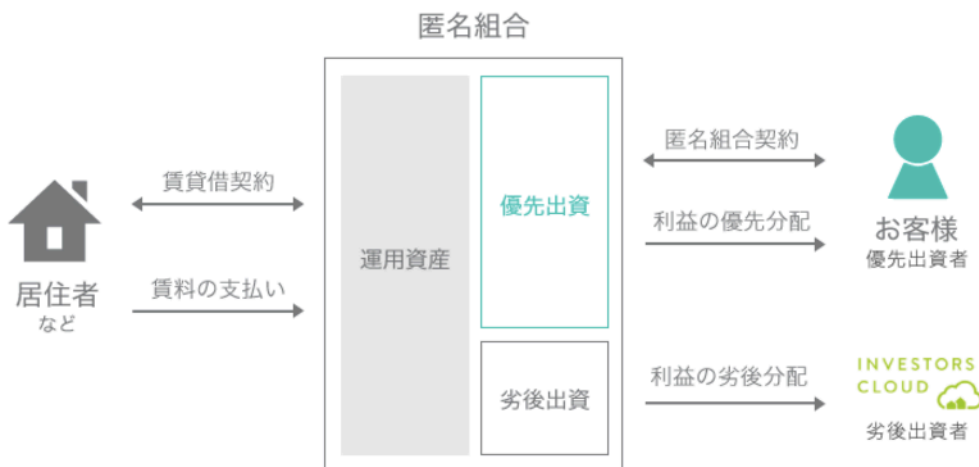 匿名組合
賃貸借契約
賃料の支払い
居住者
など
運用資産
優先出資
劣後出資
匿名組合契約
利益の優先分配
お客様
優先出資者
利益の劣後分配
INVESTORS
CLOUD
劣後出資者